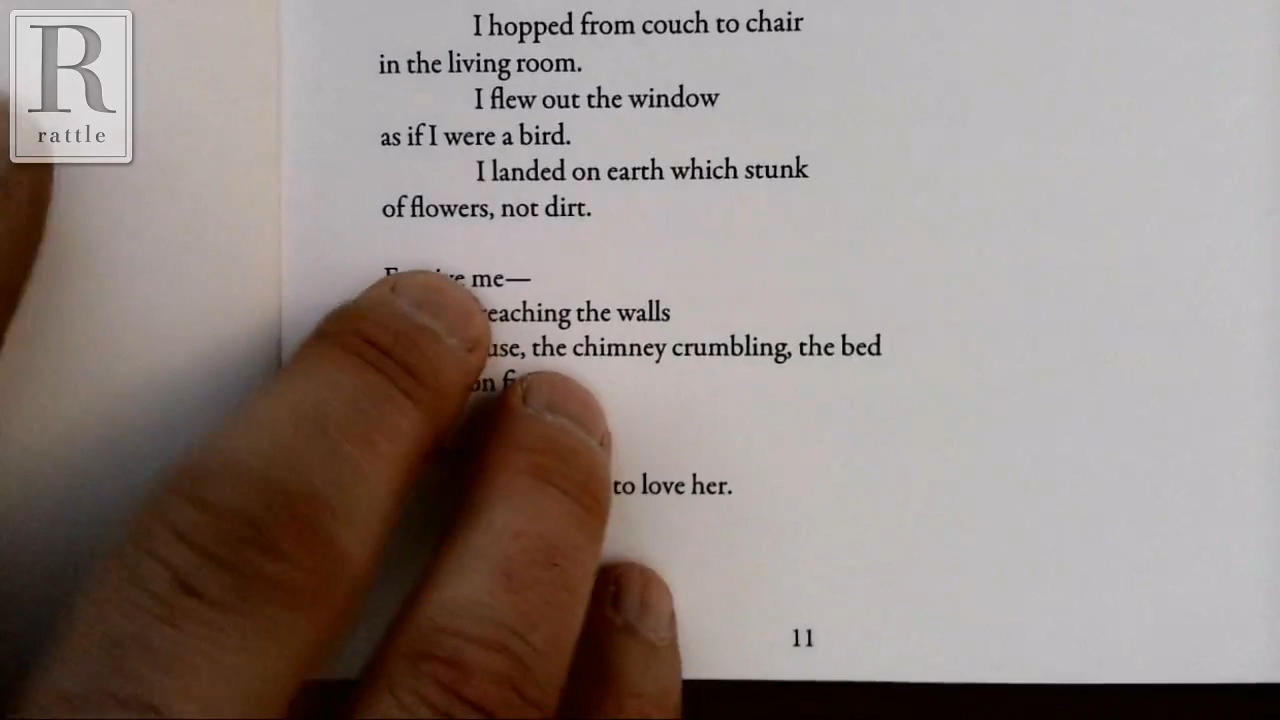 R
rattle
I hopped from couch to chair
in the living room.
I flew out the window
as if I were a bird.
I landed on earth which stunk
of flowers, not dirt.
me—
the walls
the chimney crumbling, the bed
on
to love her.
11